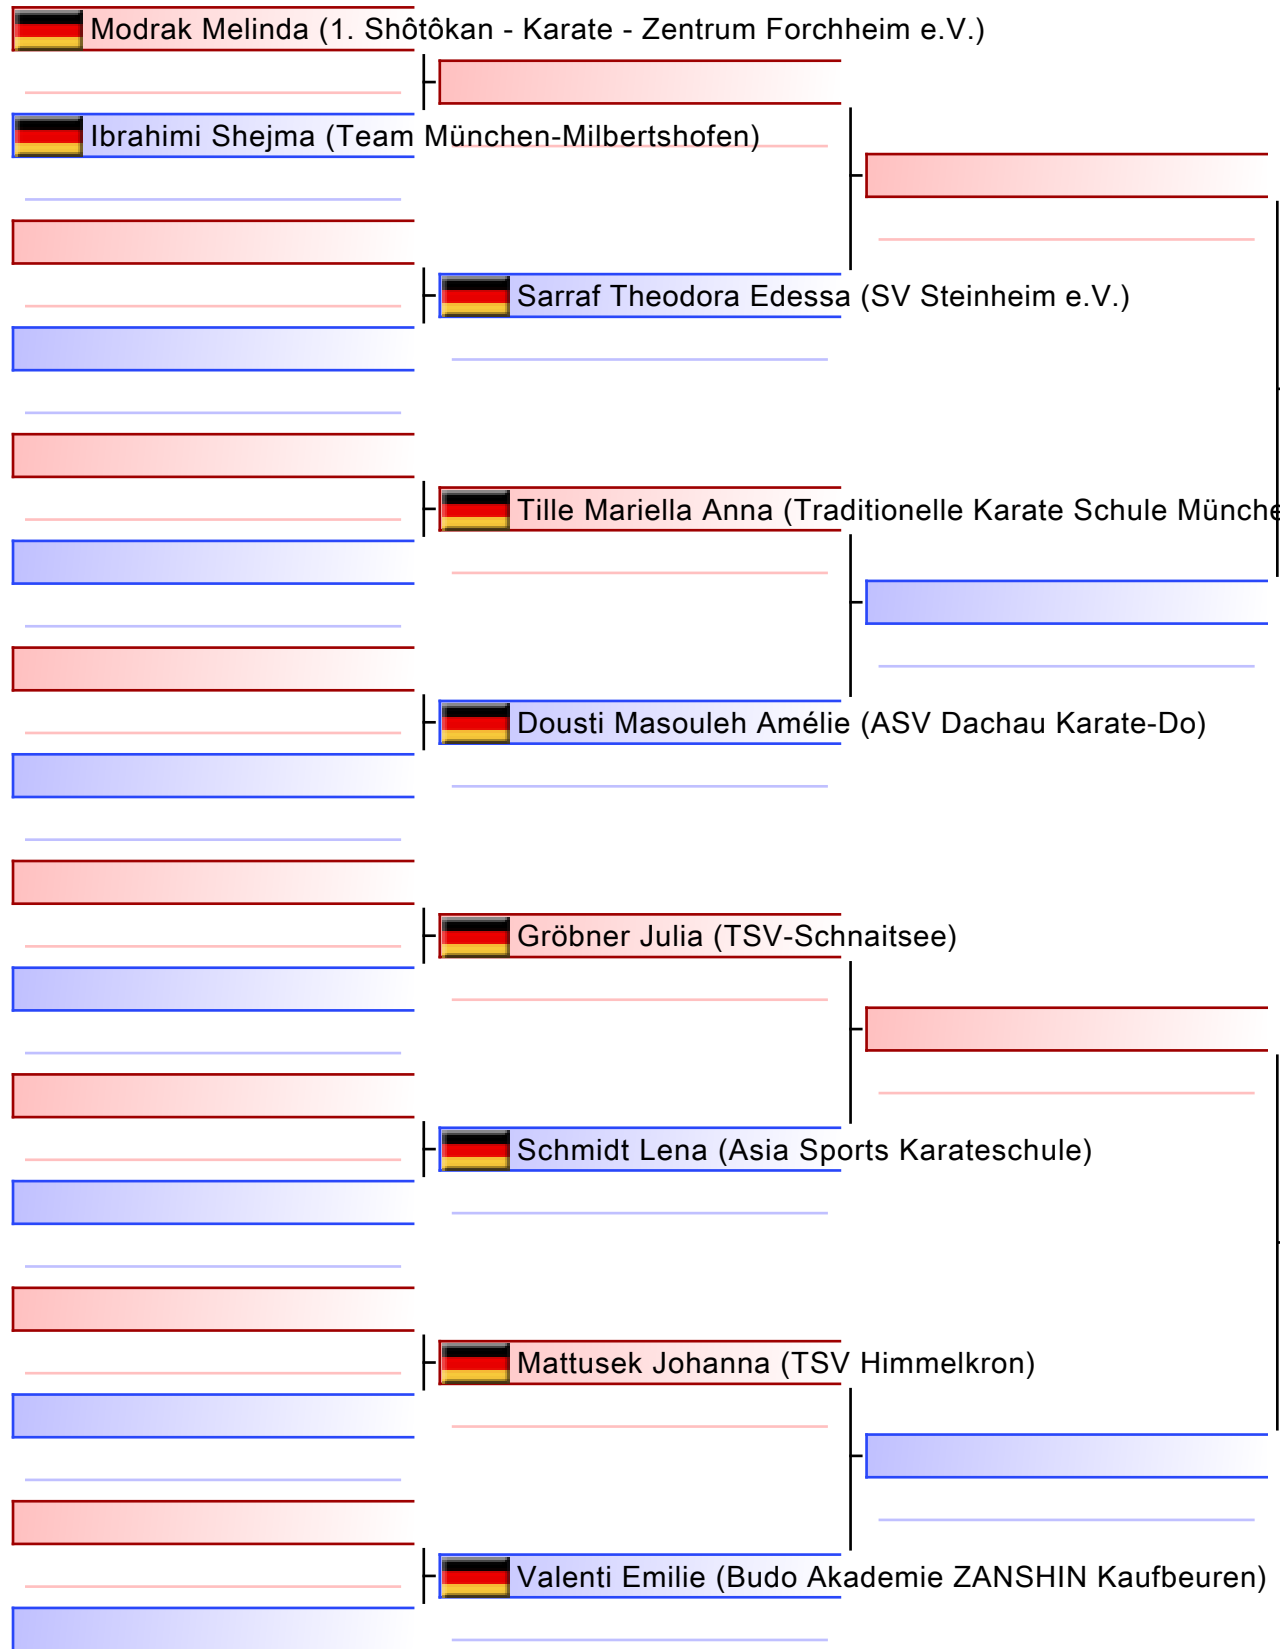 Modrak Melinda (1. Shôtôkan - Karate - Zentrum Forchheim e.V.)
Ibrahimi Shejma (Team München-Milbertshofen)
Sarraf Theodora Edessa (SV Steinheim e.V.)
Tille Mariella Anna (Traditionelle Karate Schule Münche
Dousti Masouleh Amélie (ASV Dachau Karate-Do)
Gröbner Julia (TSV-Schnaitsee)
Schmidt Lena (Asia Sports Karateschule)
Mattusek Johanna (TSV Himmelkron)
Valenti Emilie (Budo Akademie ZANSHIN Kaufbeuren)